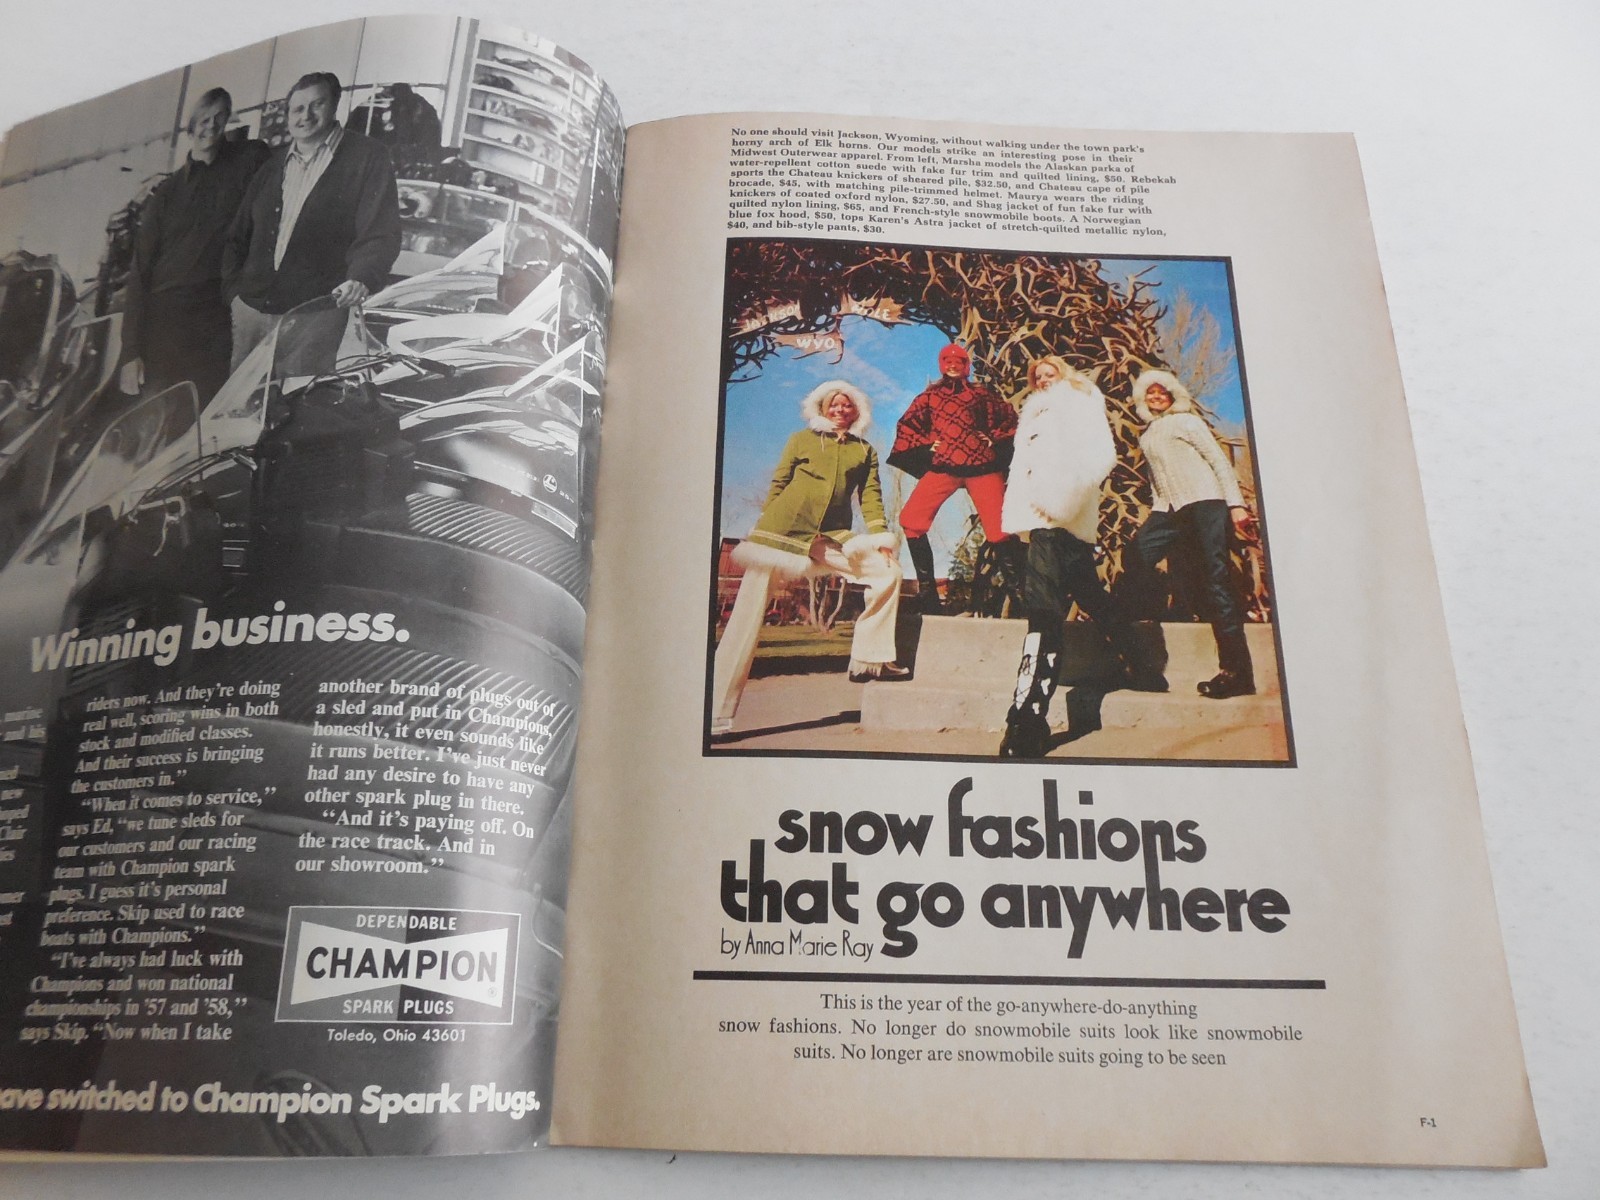 Winning business.
riders now. And they're doing
real well, scoring wins in both
stock and modified classes.
And their success is bringing
the customers in."
"When it comes to service,"
says Ed, "we tune sleds for
our customers and our racing
team with Champion spark
plugs. I guess it's personal
preference. Skip used to race
boats with Champions."
"I've always had luck with
Champions and won national
championships in '57 and '58,"
says Skip. "Now when I take
another brand of plugs out of
a sled and put in Champions,
honestly, it even sounds like
it runs better. I've just never
had any desire to have any
other spark plug in there.
"And it's paying off. On
the race track. And in
our showroom."
DEPENDABLE
CHAMPION
®
SPARK PLUGS
Toledo, Ohio 43601
switched to Champion Spark Plugs.
No one should visit Jackson, Wyoming, without walking under the town park's
horny arch of Elk horns. Our models strike an interesting pose in their
Midwest Outerwear apparel. From left, Marsha models the Alaskan parka of
water-repellent cotton suede with fake fur trim and quilted lining, $50. Rebekah
sports the Chateau knickers of sheared pile, $32.50, and Chateau cape of pile
brocade, $45, with matching pile-trimmed helmet. Maurya wears the riding
knickers of coated oxford nylon, $27.50, and Shag jacket of fun fake fur with
quilted nylon lining, $65, and French-style snowmobile boots. A Norwegian
blue fox hood, $50, tops Karen's Astra jacket of stretch-quilted metallic nylon,
$40, and bib-style pants, $30.
JACKSON HOLE
WYO
snow fashions
that go anywhere
by Anna Marie Ray
This is the year of the go-anywhere-do-anything
snow fashions. No longer do snowmobile suits look like snowmobile
suits. No longer are snowmobile suits going to be seen
F-1